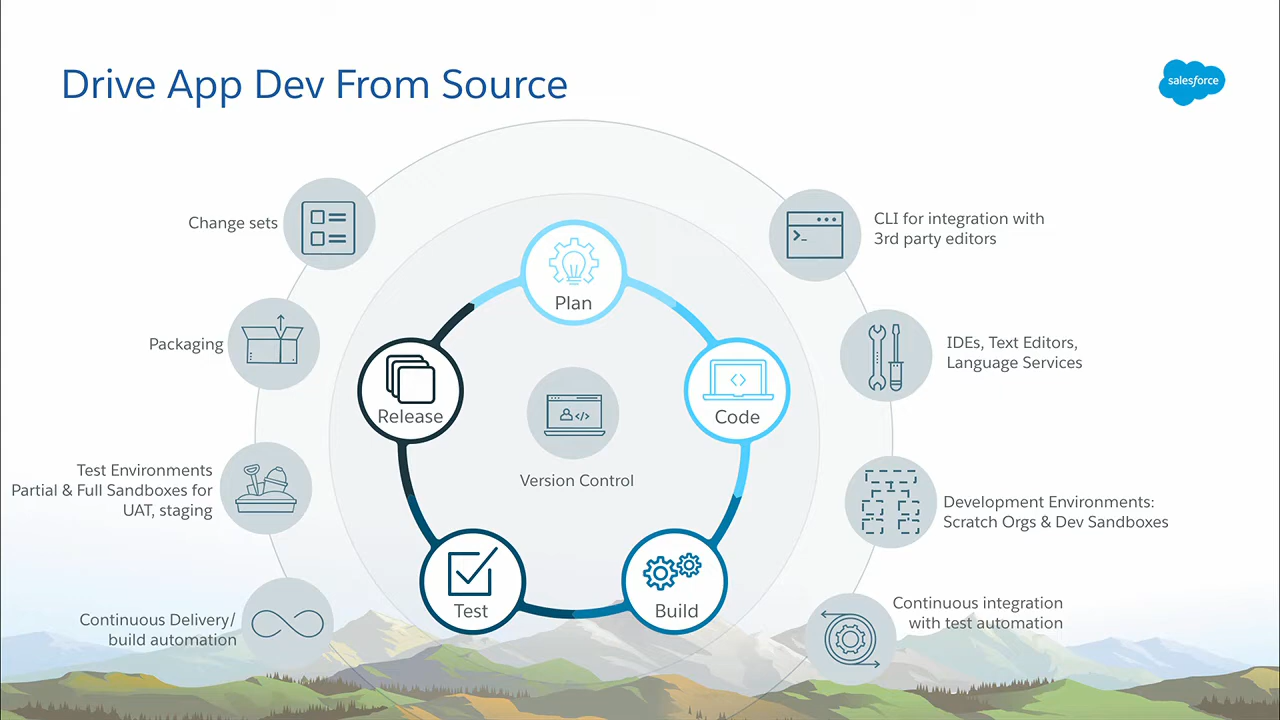 Drive App Dev From Source
salesforce
Change sets
CLI for integration with
3rd party editors
Plan
Packaging
IDEs, Text Editors,
Language Services
Release
Code
Version Control
Test Environments
Partial & Full Sandboxes for
UAT, staging
Development Environments:
Scratch Orgs & Dev Sandboxes
Test
Build
Continuous Delivery/
build automation
Continuous integration
with test automation